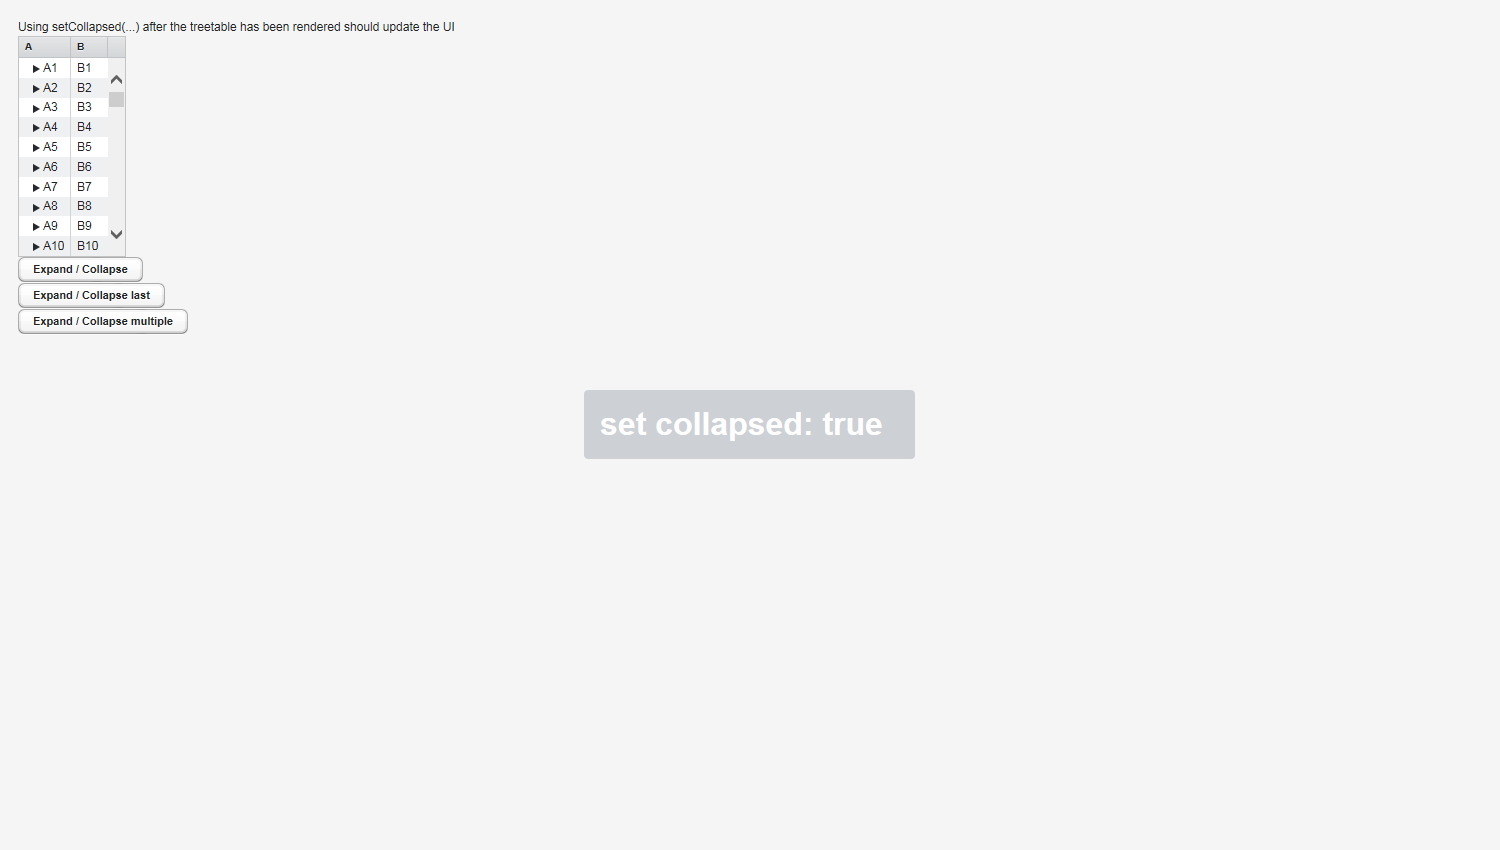 Using setCollapsed(...) after the treetable has been rendered should update the UI
A B
A1 B1
A2 B2
A3 B3
A4 B4
A5 B5
A6 B6
A7 B7
A8 B8
A9 B9
A10 B10
Expand / Collapse
Expand / Collapse last
Expand / Collapse multiple
set collapsed: true